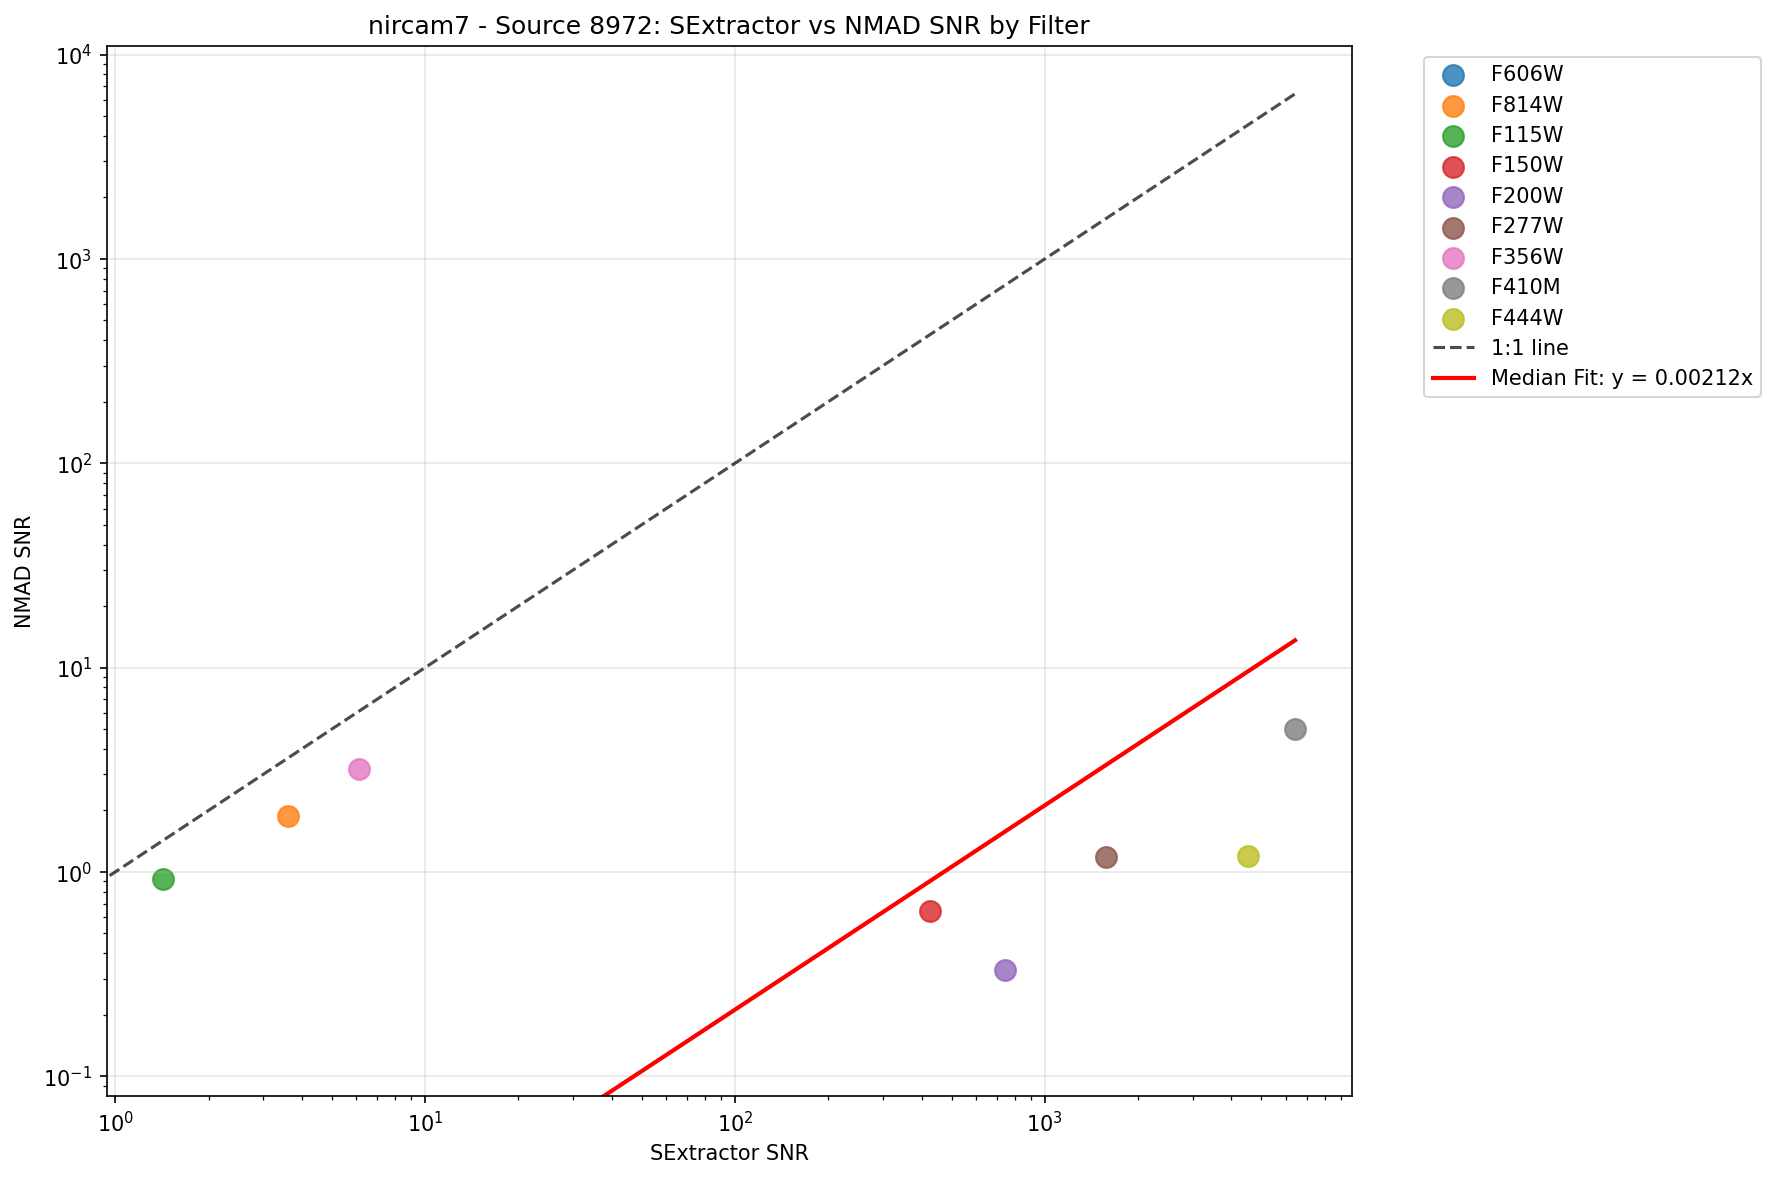 nircam7 - Source 8972: SExtractor vs NMAD SNR by Filter
10⁴
10³
10²
10¹
10⁰
10⁻¹
NMAD SNR
10⁰ 10¹ 10² 10³
SExtractor SNR
F606W
F814W
F115W
F150W
F200W
F277W
F356W
F410M
F444W
1:1 line
Median Fit: y = 0.00212x